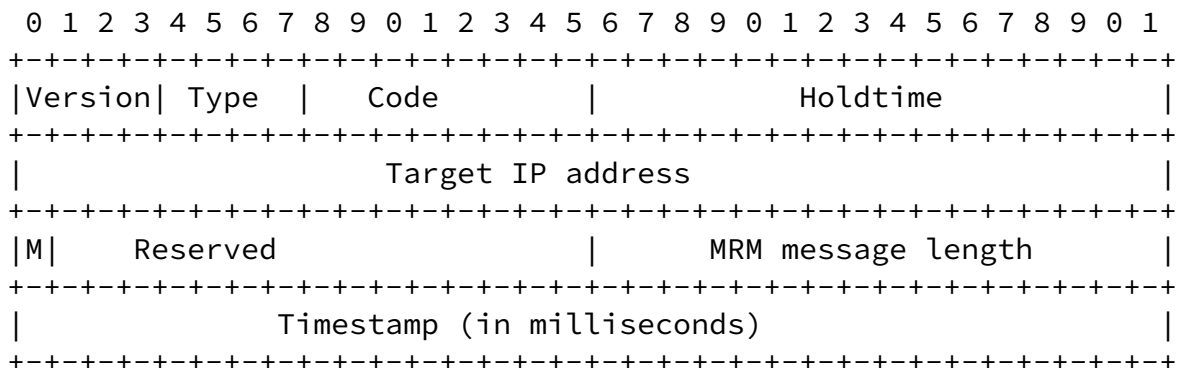 0 1 2 3 4 5 6 7 8 9 0 1 2 3 4 5 6 7 8 9 0 1 2 3 4 5 6 7 8 9 0 1
+-+-+-+-+-+-+-+-+-+-+-+-+-+-+-+-+-+-+-+-+-+-+-+-+-+-+-+-+-+-+-+-+
|Version| Type  |   Code        |           Holdtime            |
+-+-+-+-+-+-+-+-+-+-+-+-+-+-+-+-+-+-+-+-+-+-+-+-+-+-+-+-+-+-+-+-+
|                    Target IP address                          |
+-+-+-+-+-+-+-+-+-+-+-+-+-+-+-+-+-+-+-+-+-+-+-+-+-+-+-+-+-+-+-+-+
|M|    Reserved                 |      MRM message length       |
+-+-+-+-+-+-+-+-+-+-+-+-+-+-+-+-+-+-+-+-+-+-+-+-+-+-+-+-+-+-+-+-+
|              Timestamp (in milliseconds)                      |
+-+-+-+-+-+-+-+-+-+-+-+-+-+-+-+-+-+-+-+-+-+-+-+-+-+-+-+-+-+-+-+-+